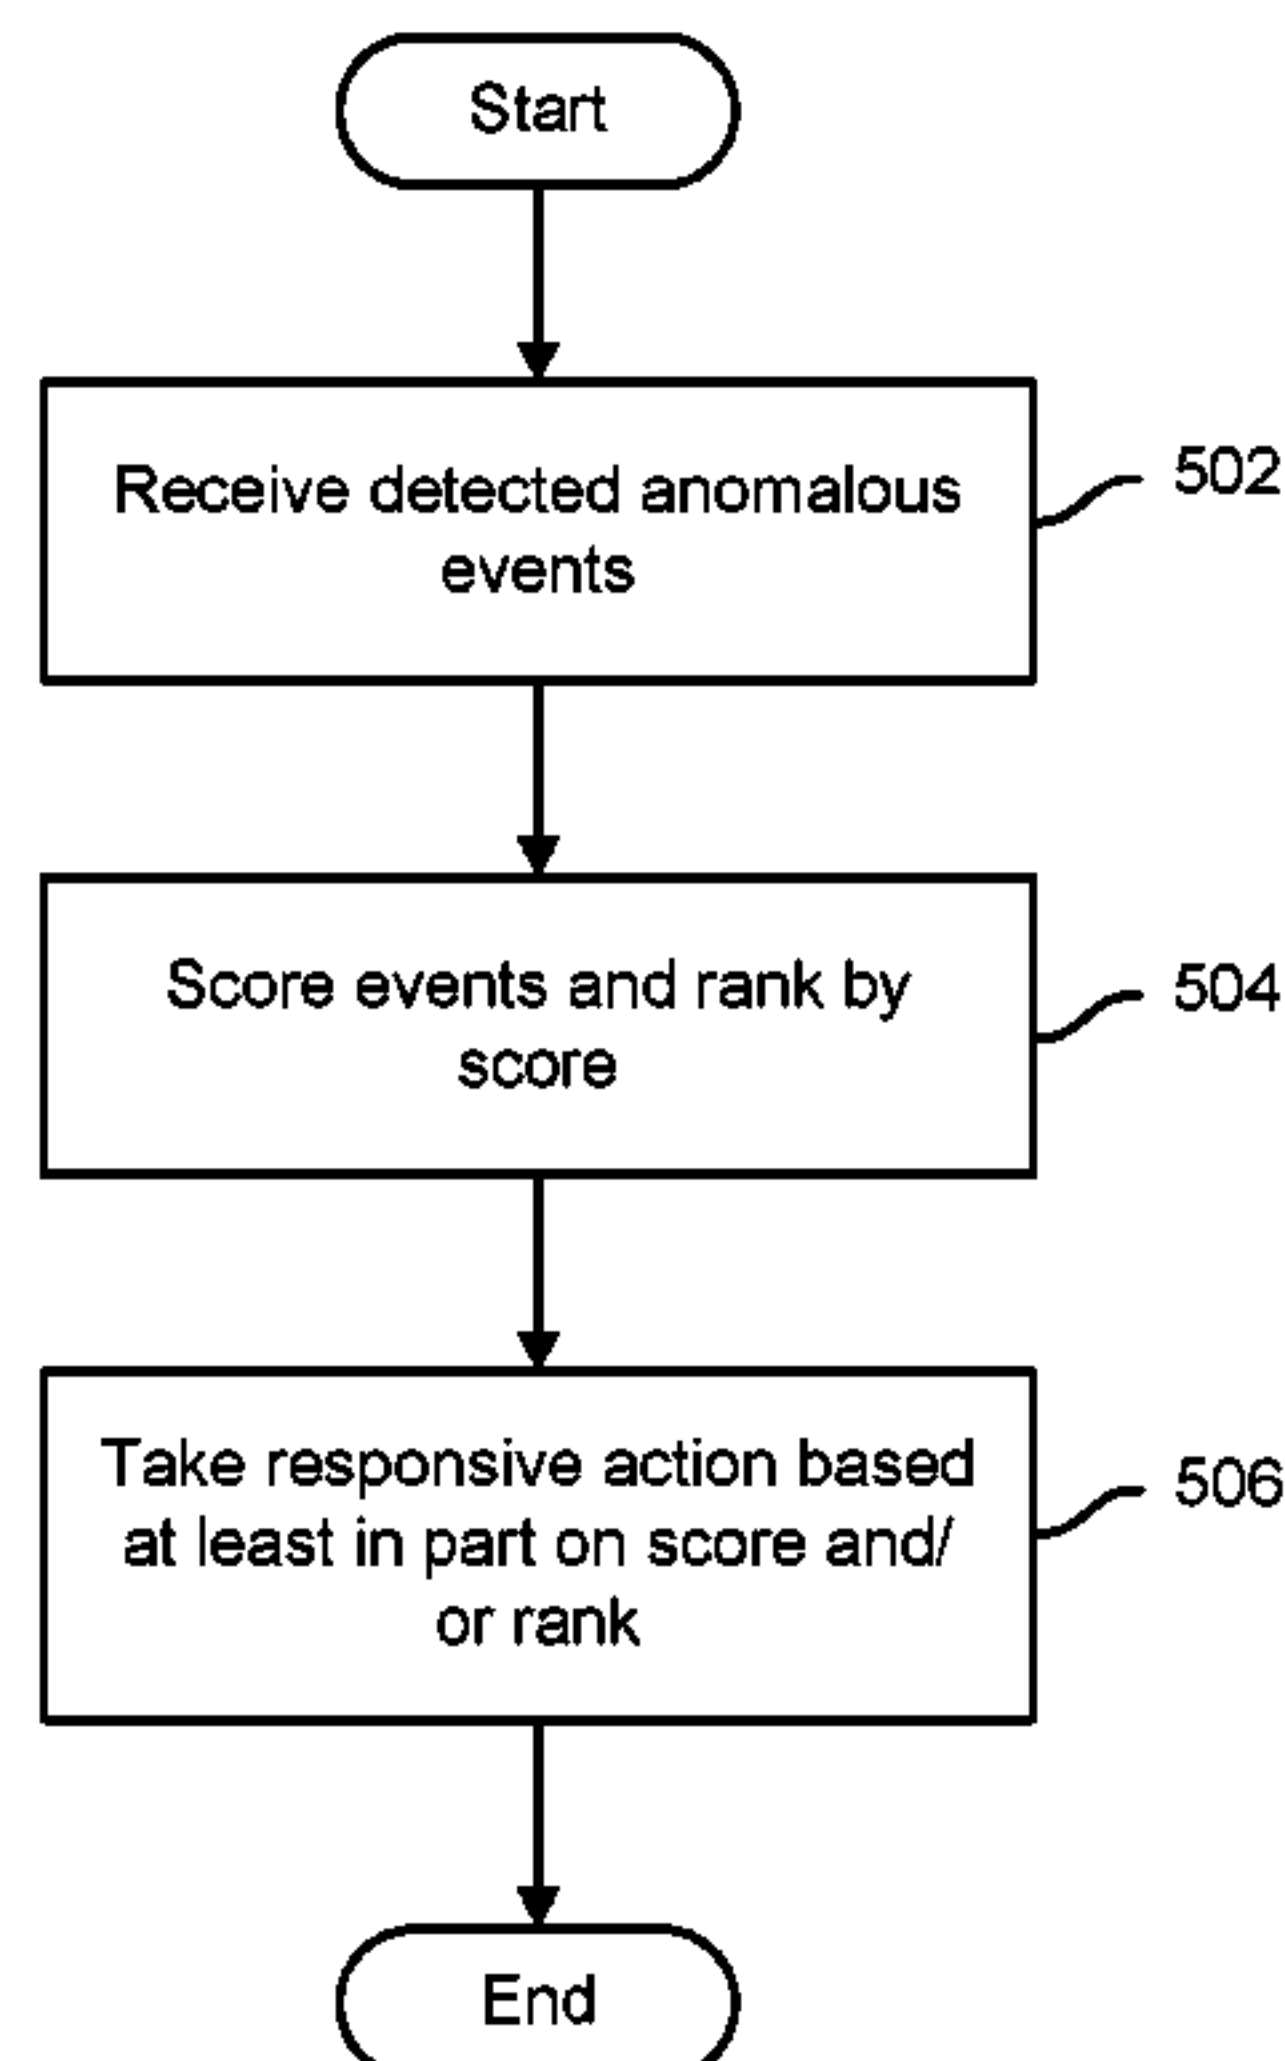 Start
Receive detected anomalous
events
502
Score events and rank by
score
504
Take responsive action based
at least in part on score and/
or rank
506
End